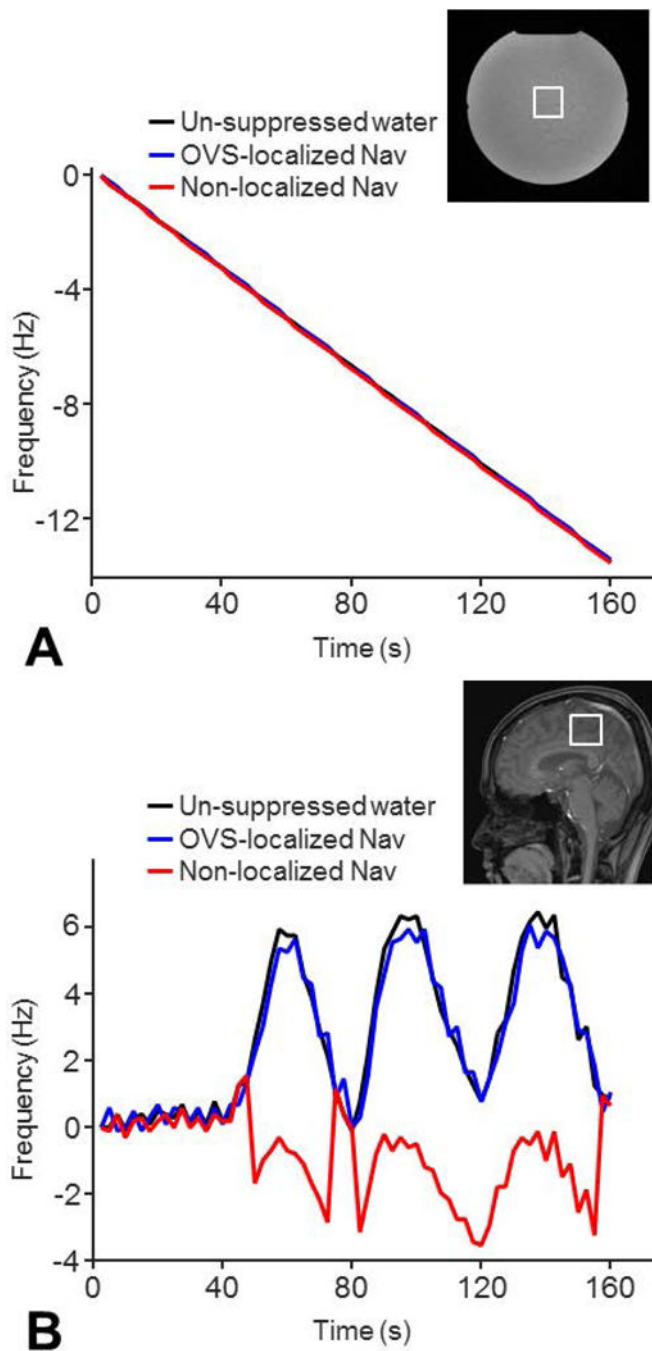 Un-suppressed water
OVS-localized Nav
Non-localized Nav
0
-4
-8
-12
Frequency (Hz)
0 40 80 120 160
Time (s)
A
Un-suppressed water
OVS-localized Nav
Non-localized Nav
6
4
2
0
-2
-4
Frequency (Hz)
0 40 80 120 160
Time (s)
B